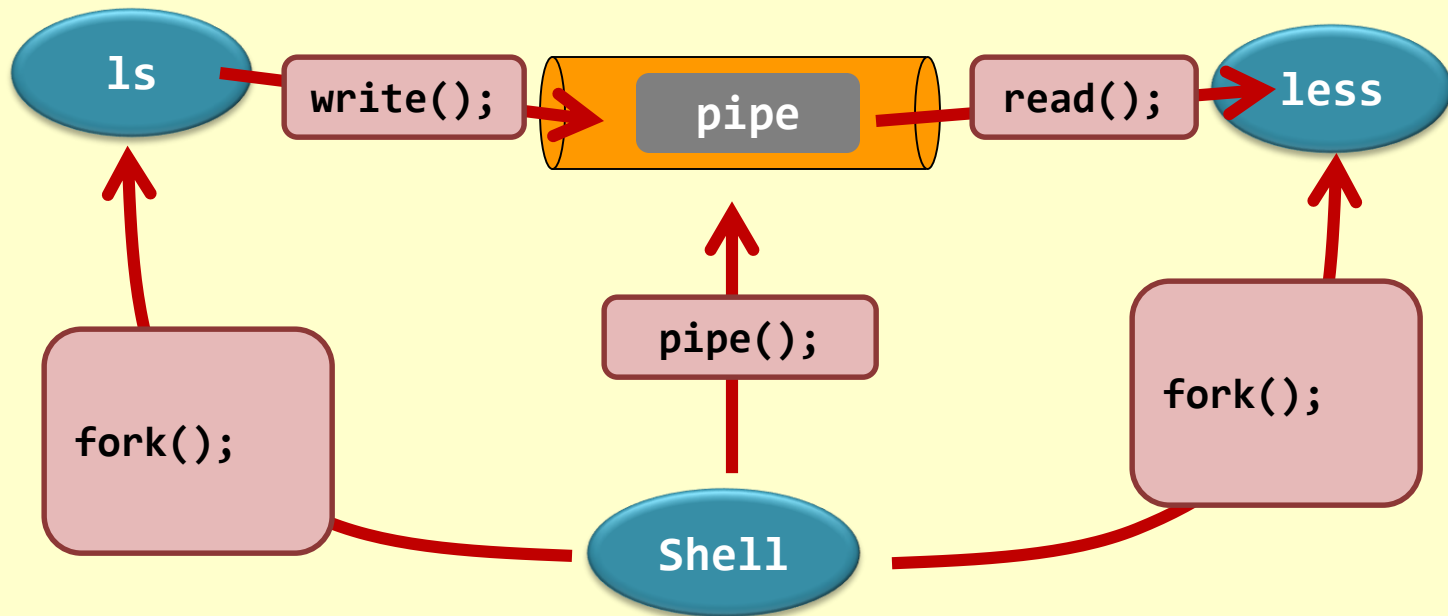 ls
write();
pipe
read();
less
pipe();
fork();
fork();
Shell